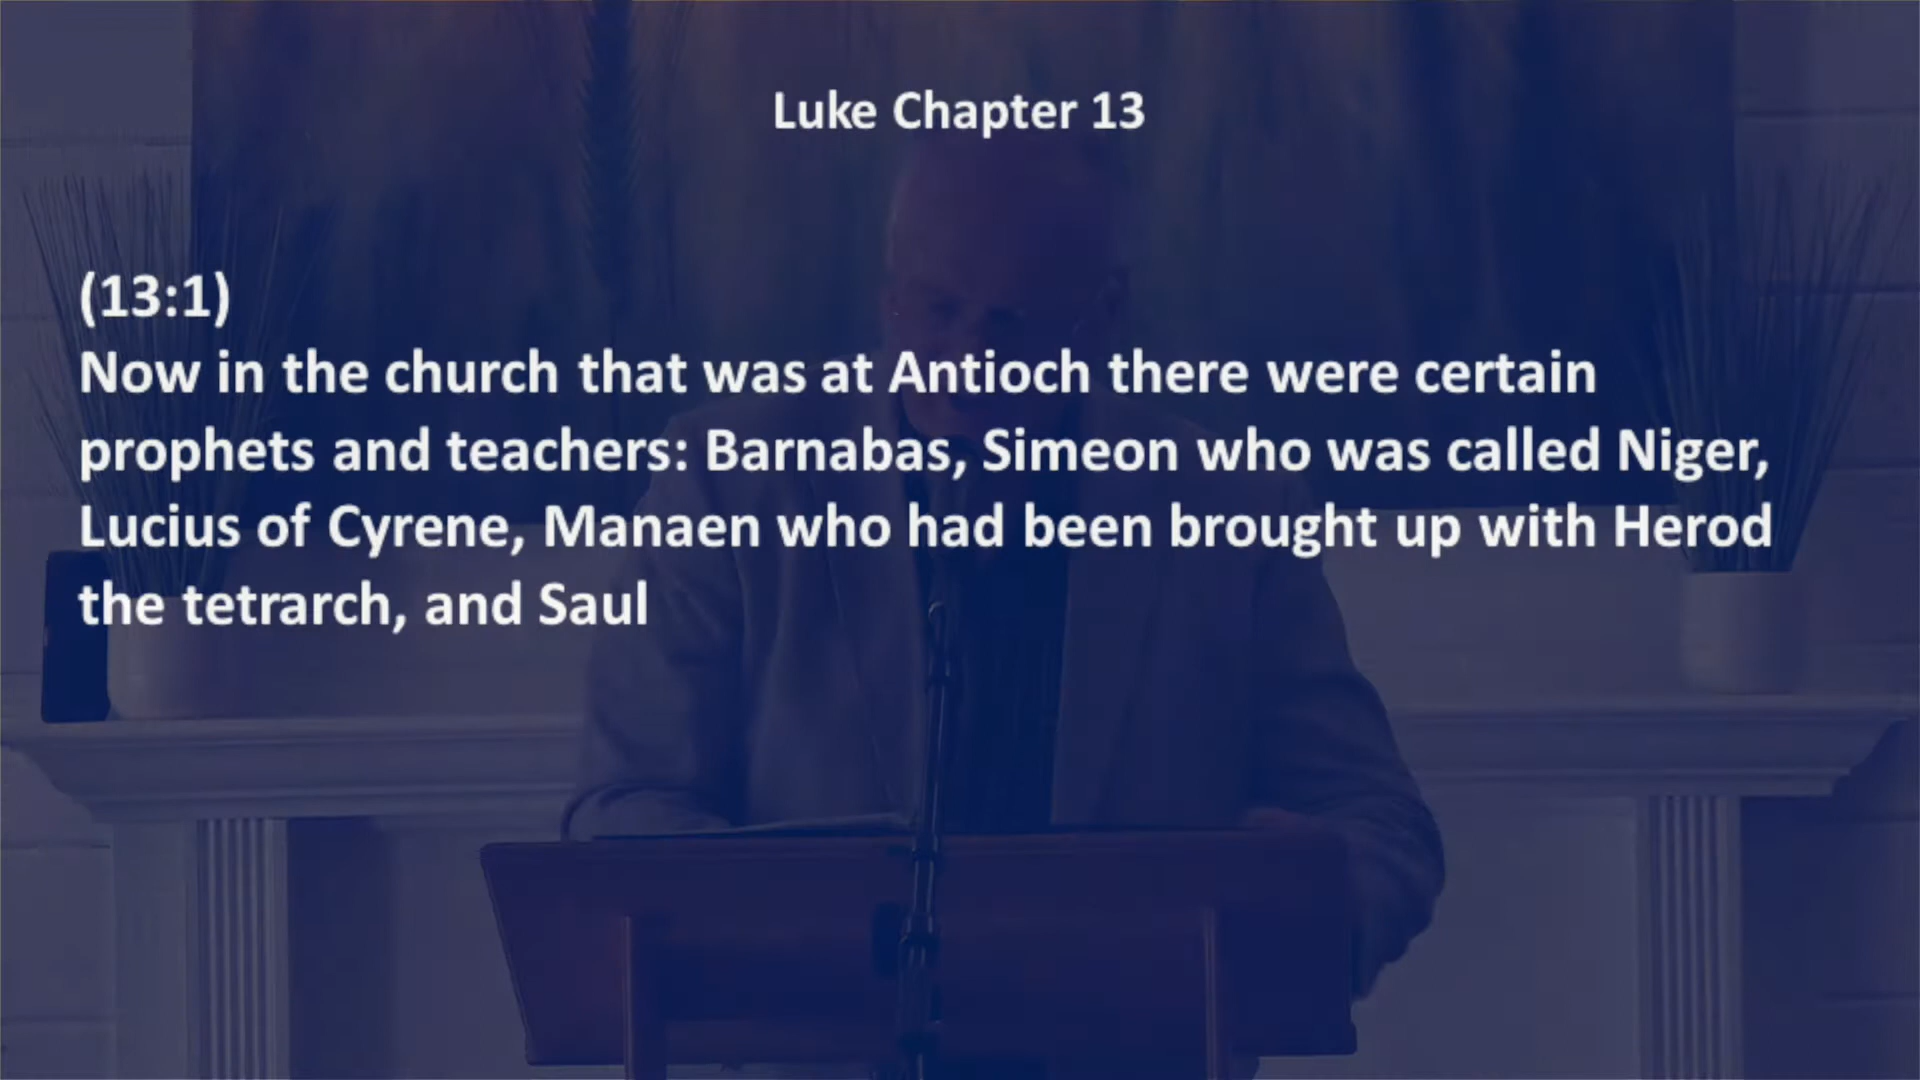 Luke Chapter 13
(13:1)
Now in the church that was at Antioch there were certain
prophets and teachers: Barnabas, Simeon who was called Niger,
Lucius of Cyrene, Manaen who had been brought up with Herod
the tetrarch, and Saul